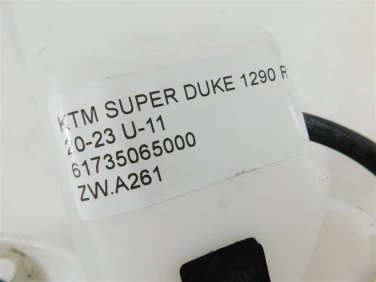 KTM SUPER DUKE 1290 R
20-23 U-11
61735065000
ZW.A261